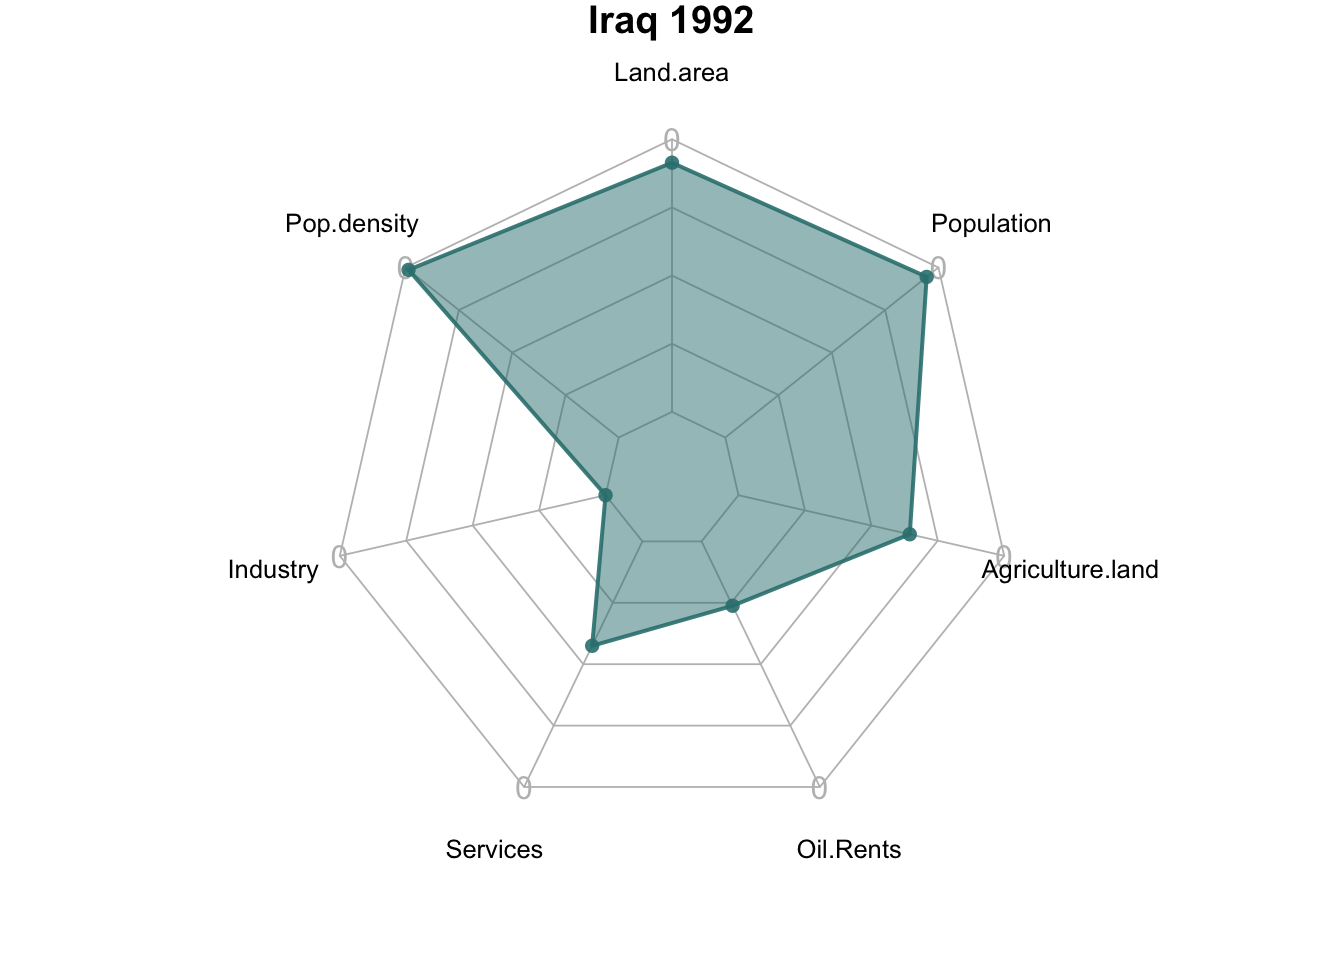 Iraq 1992
Land.area
0
Pop.density
Population
0
0
Industry
0
0
Agriculture.land
0
0
Services
Oil.Rents